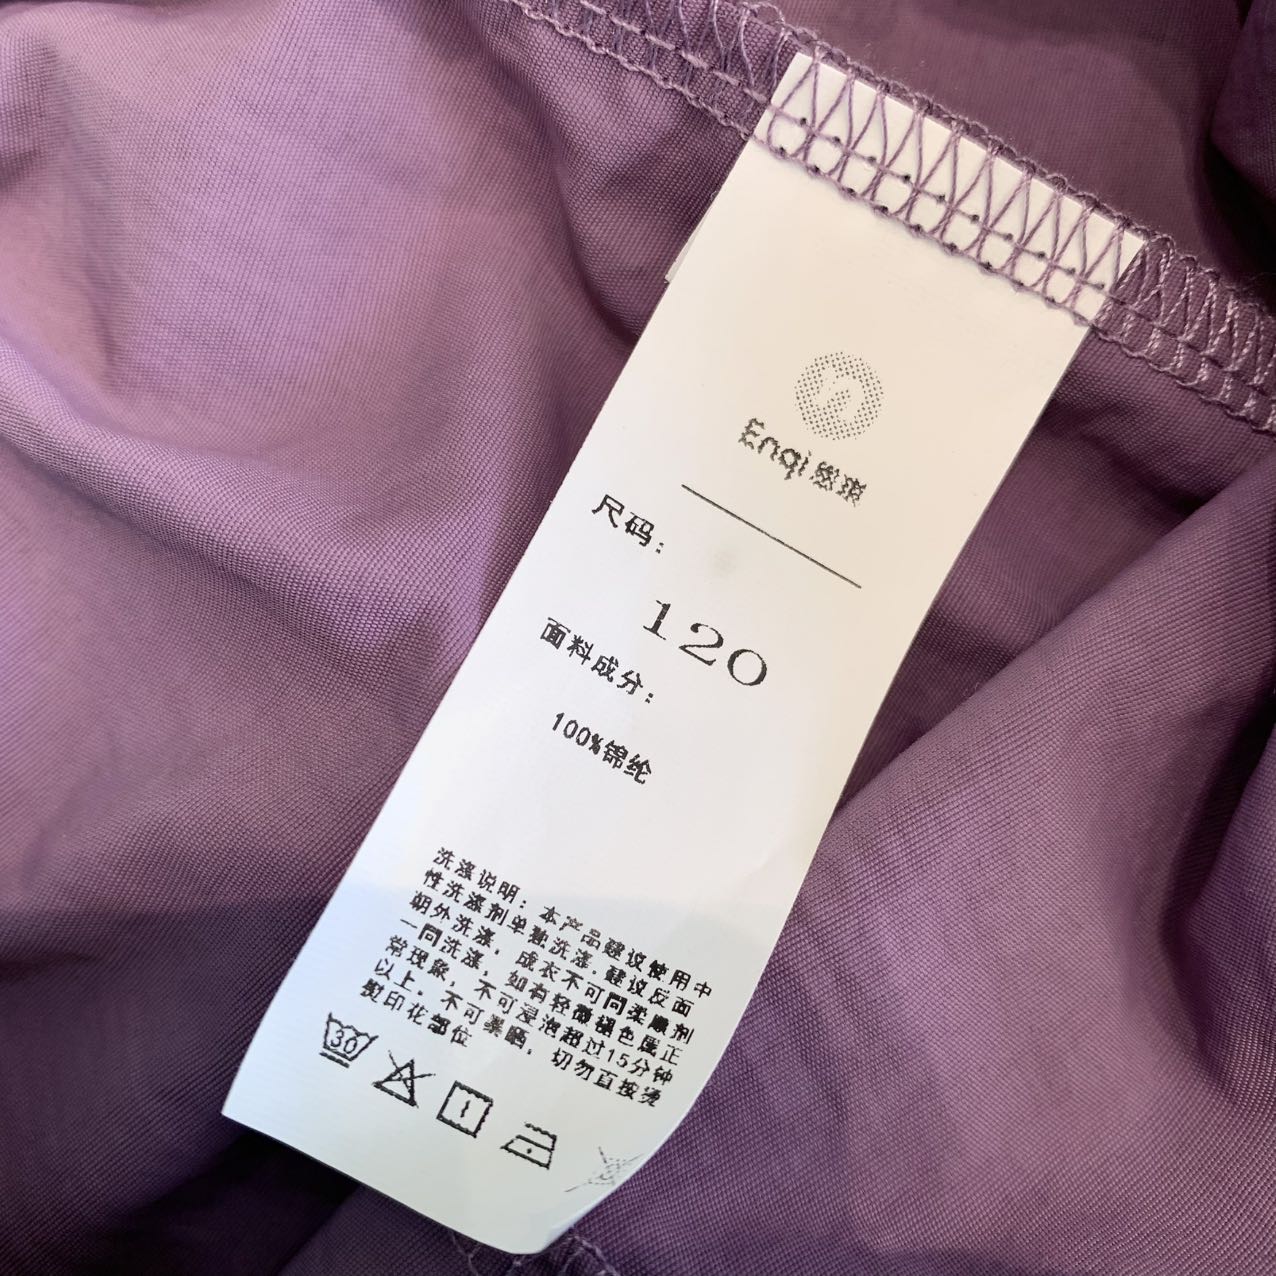 Enqi 恩琪
尺码:
120
面料成分:
100%锦纶
洗涤说明: 本产品建议使用中
性洗涤剂单独洗涤.建议反面
朝外洗涤, 成衣不可同柔顺剂
一同洗涤, 如有轻微褪色属正
常现象, 不可浸泡超过15分钟
以上。不可暴晒, 切勿直接烫
熨印花部位
30